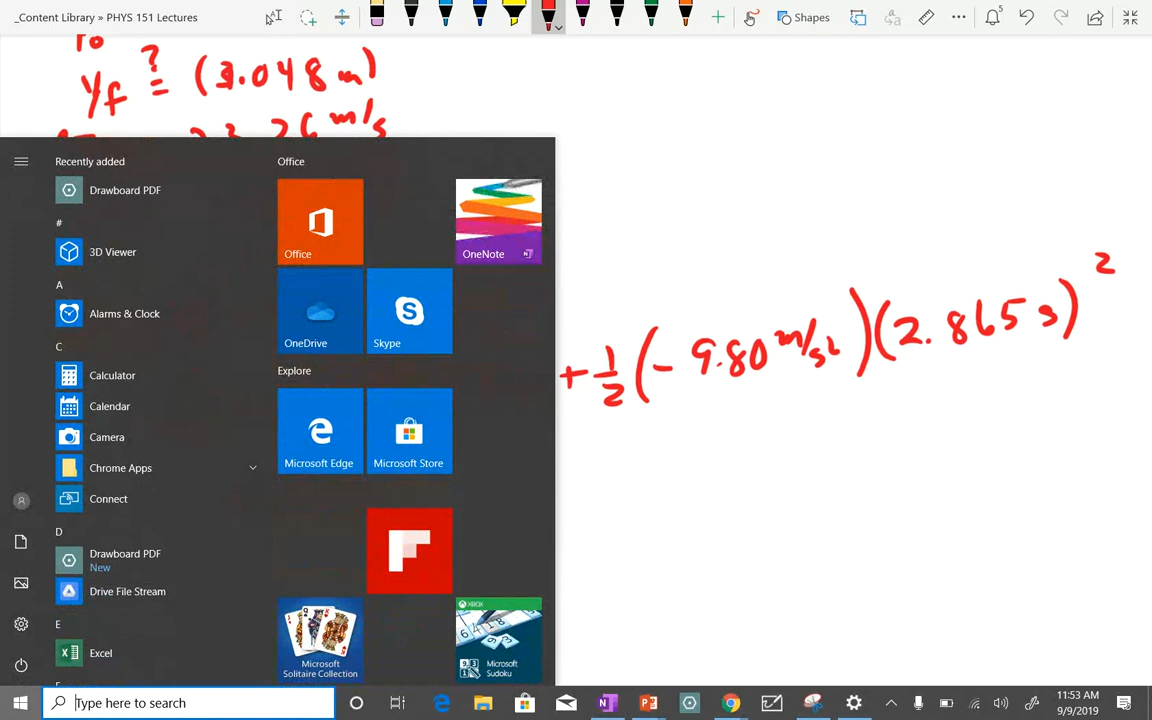 _Content Library » PHYS 151 Lectures
Shapes
5
yf ?= (3.048 m)
26 m/s
Recently added
Drawboard PDF
#
3D Viewer
A
Alarms & Clock
C
Calculator
Calendar
Camera
Chrome Apps
Connect
D
Drawboard PDF
New
Drive File Stream
E
Excel
Office
Office
OneNote
OneDrive
Skype
Explore
Microsoft Edge
Microsoft Store
Microsoft
Solitaire Collection
XBOX
Microsoft
Sudoku
+ 1/2 (- 9.80 m/s2)(2.865 s)2
Type here to search
11:53 AM
9/9/2019